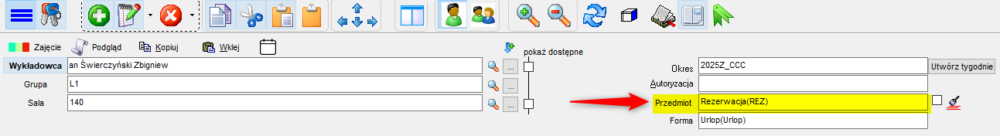 Zajęcie Podgląd Kopiuj Wklej
pokaż dostępne
Wykładowca an Świerczyński Zbigniew ...
Grupa L1 ...
Sala 140 ...
Okres 2025Z_CCC Utwórz tygodnie
Autoryzacja
Przedmiot Rezerwacja(REZ)
Forma Urlop(Urlop)